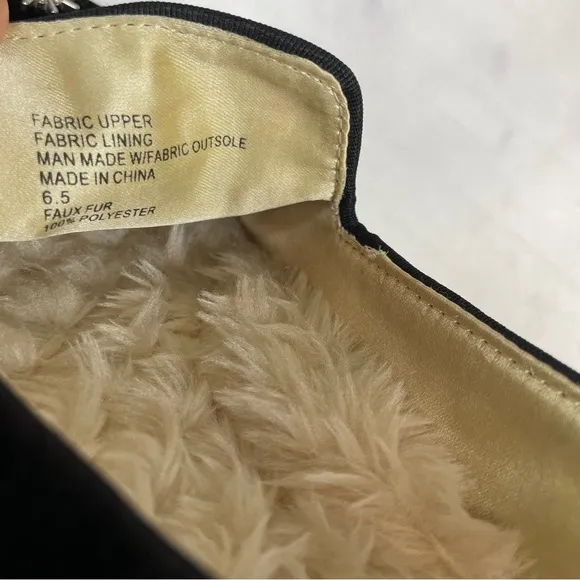 FABRIC UPPER
FABRIC LINING
MAN MADE W/FABRIC OUTSOLE
MADE IN CHINA
6.5
FAUX FUR
100% POLYESTER